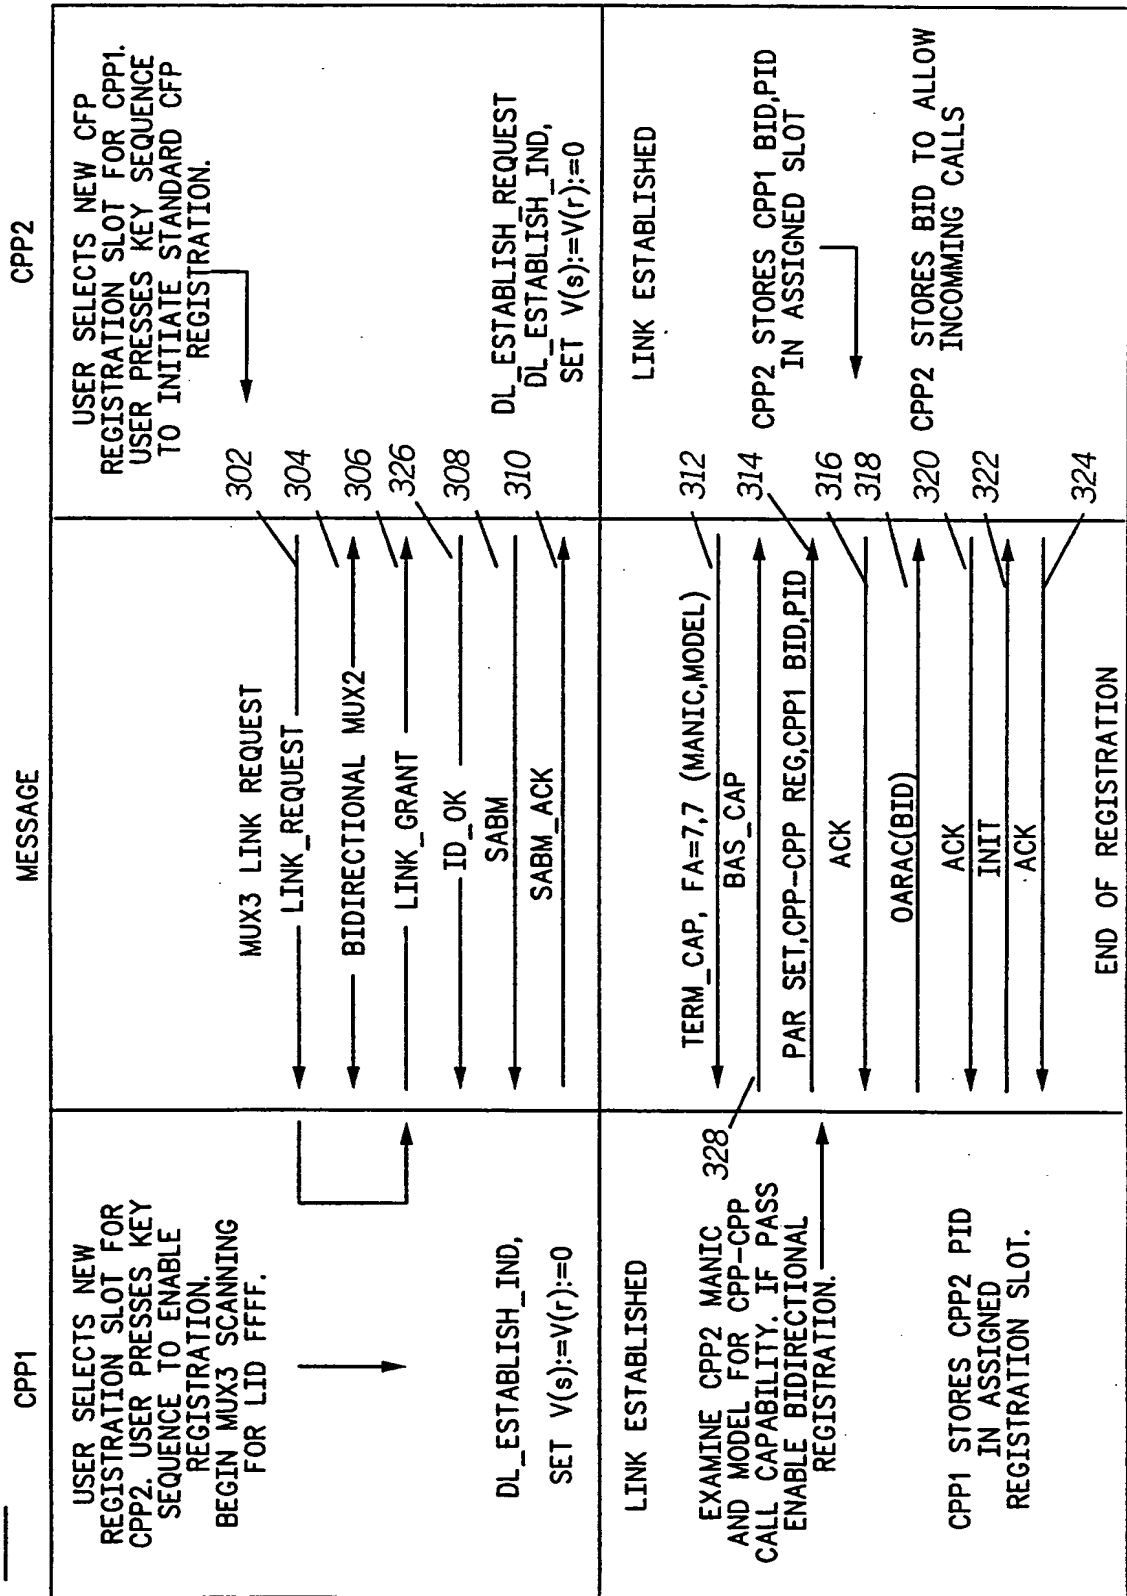 CPP1
MESSAGE
CPP2
USER SELECTS NEW
REGISTRATION SLOT FOR
CPP2. USER PRESSES KEY
SEQUENCE TO ENABLE
REGISTRATION.
BEGIN MUX3 SCANNING
FOR LID FFFF.
DL_ESTABLISH_IND,
SET V(s):=V(r):=0
MUX3 LINK REQUEST
LINK_REQUEST
BIDIRECTIONAL MUX2
LINK_GRANT
ID_OK
SABM
SABM_ACK
302
304
306
326
308
310
USER SELECTS NEW CFP
REGISTRATION SLOT FOR CPP1.
USER PRESSES KEY SEQUENCE
TO INITIATE STANDARD CFP
REGISTRATION.
DL_ESTABLISH_REQUEST
DL_ESTABLISH_IND,
SET V(s):=V(r):=0
LINK ESTABLISHED
EXAMINE CPP2 MANIC
AND MODEL FOR CPP-CPP
CALL CAPABILITY. IF PASS
ENABLE BIDIRECTIONAL
REGISTRATION.
CPP1 STORES CPP2 PID
IN ASSIGNED
REGISTRATION SLOT.
328
TERM_CAP, FA=7,7 (MANIC,MODEL)
BAS_CAP
PAR SET,CPP-CPP REG,CPP1 BID,PID
ACK
OARAC(BID)
ACK
INIT
ACK
END OF REGISTRATION
312
314
316
318
320
322
324
LINK ESTABLISHED
CPP2 STORES CPP1 BID,PID
IN ASSIGNED SLOT
CPP2 STORES BID TO ALLOW
INCOMMING CALLS